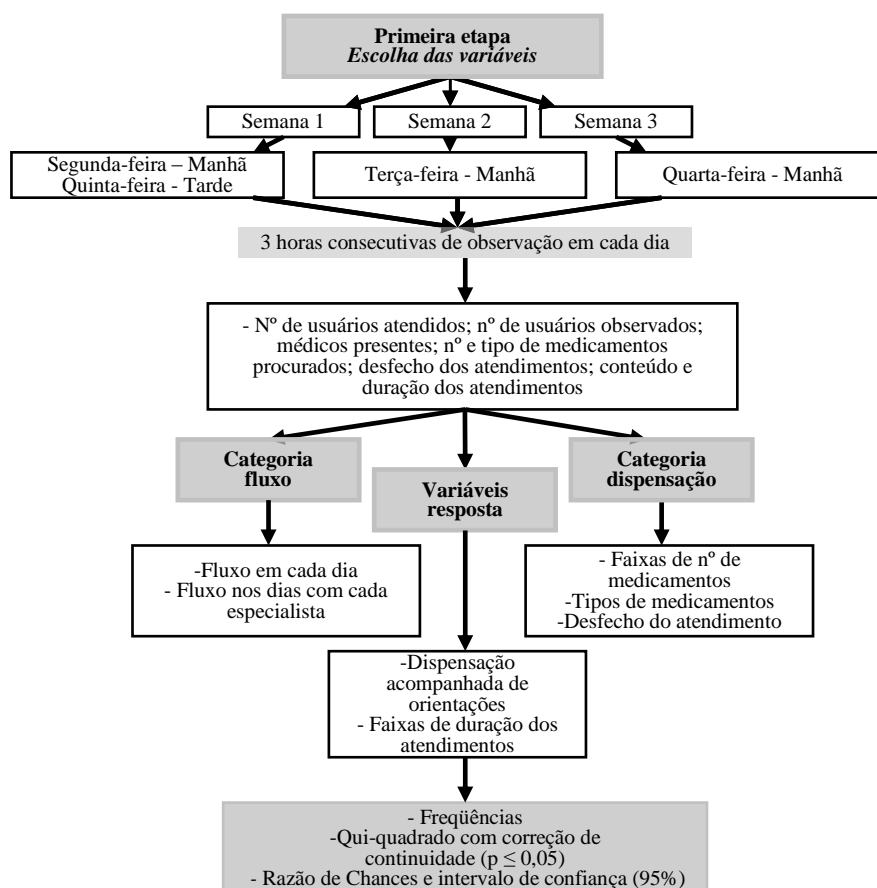 Primeira etapa
Escolha das variáveis
Semana 1
Semana 2
Semana 3
Segunda-feira – Manhã
Quinta-feira - Tarde
Terça-feira - Manhã
Quarta-feira - Manhã
3 horas consecutivas de observação em cada dia
- Nº de usuários atendidos; nº de usuários observados;
médicos presentes; nº e tipo de medicamentos
procurados; desfecho dos atendimentos; conteúdo e
duração dos atendimentos
Categoria
fluxo
Variáveis
resposta
Categoria
dispensação
-Fluxo em cada dia
- Fluxo nos dias com cada
especialista
- Faixas de nº de
medicamentos
-Tipos de medicamentos
-Desfecho do atendimento
-Dispensação
acompanhada de
orientações
- Faixas de duração dos
atendimentos
- Freqüências
-Qui-quadrado com correção de
continuidade (p ≤ 0,05)
- Razão de Chances e intervalo de confiança (95%)